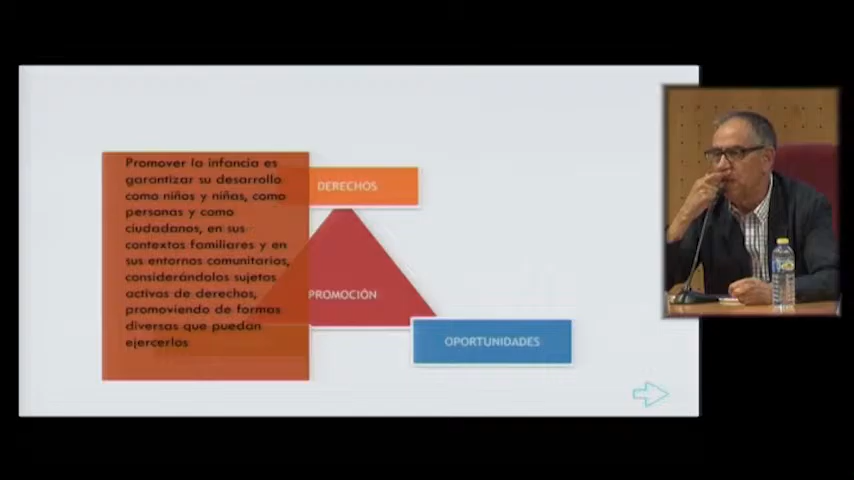 Promover la infancia es
garantizar su desarrollo
como niños y niñas, como
personas y como
ciudadanos, en sus
contextos familiares y en
sus entornos comunitarios,
considerándolos sujetos
activos de derechos,
promoviendo de formas
diversas que puedan
ejercerlos
DERECHOS
PROMOCIÓN
OPORTUNIDADES